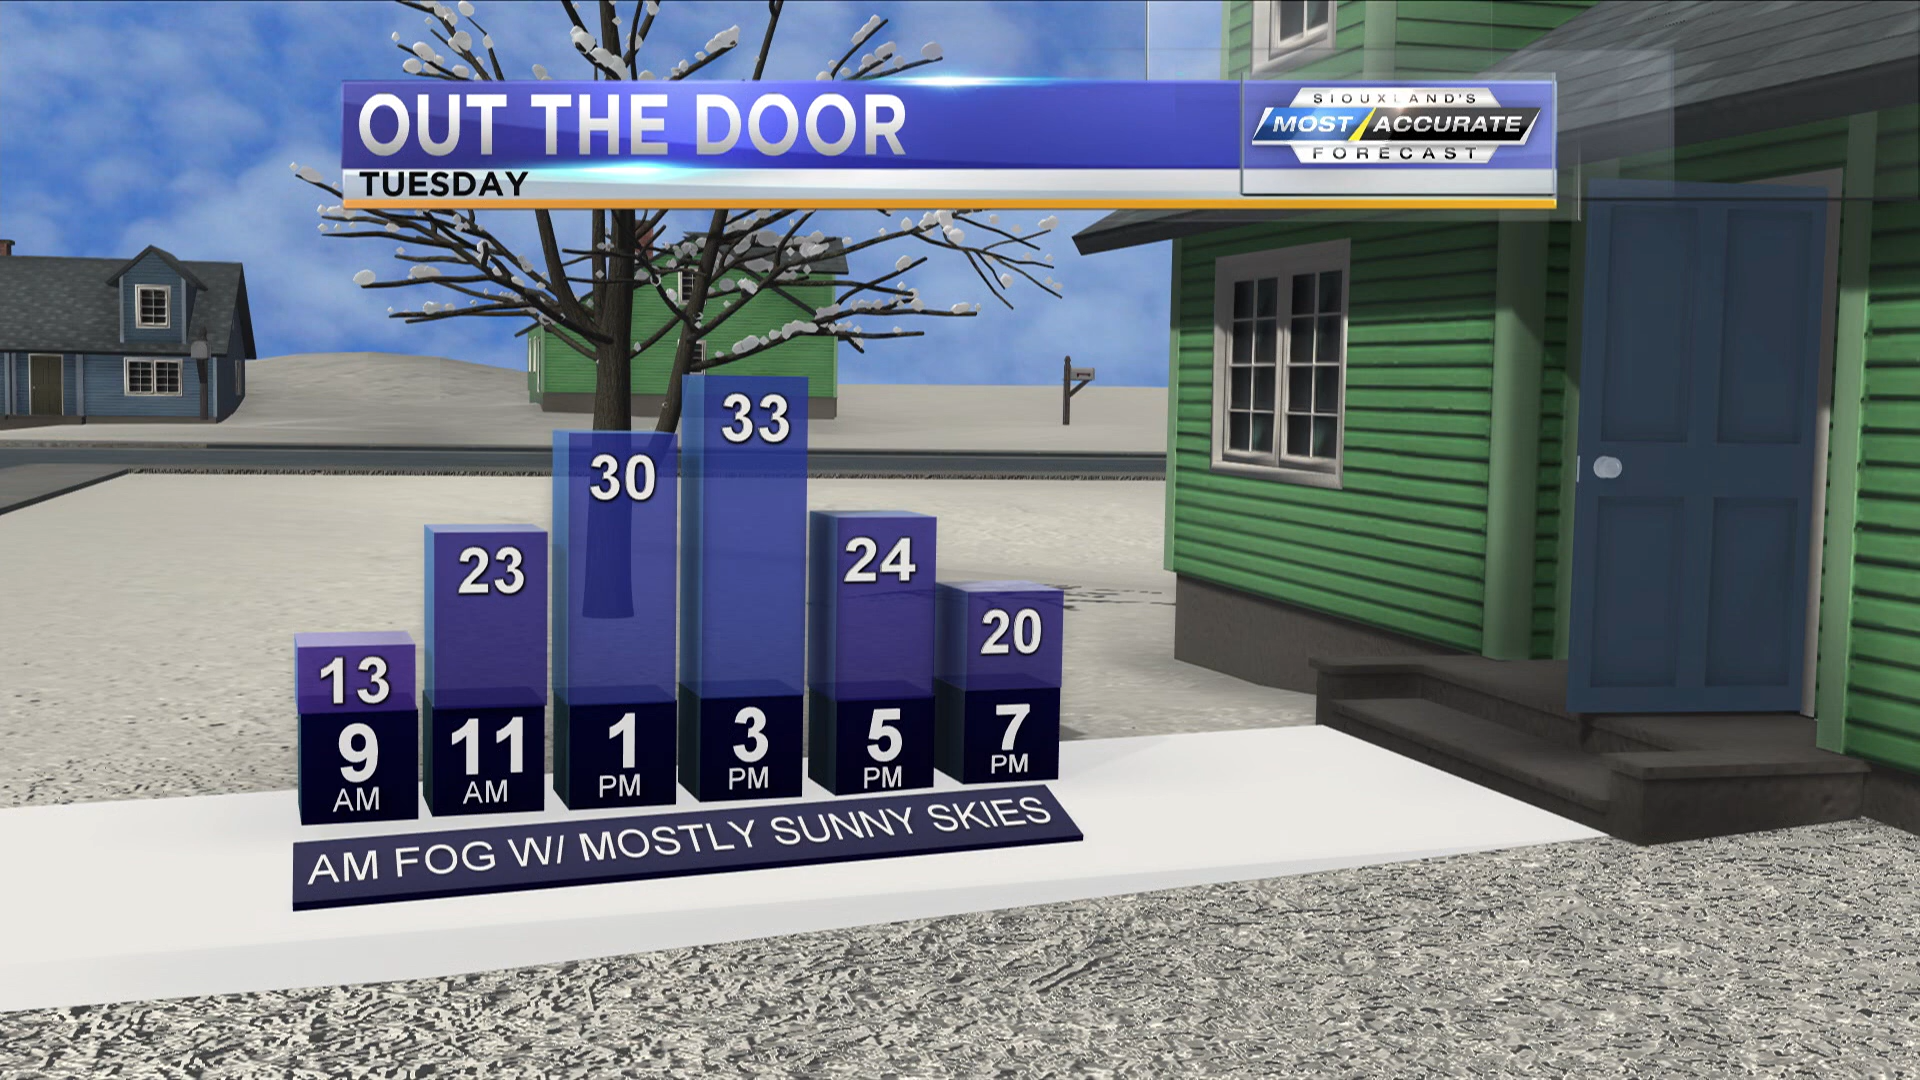 OUT THE DOOR
TUESDAY
SIOUXLAND'S
MOST ACCURATE
FORECAST
13 23 30 33 24 20
9 11 1 3 5 7
AM AM PM PM PM PM
AM FOG W/ MOSTLY SUNNY SKIES